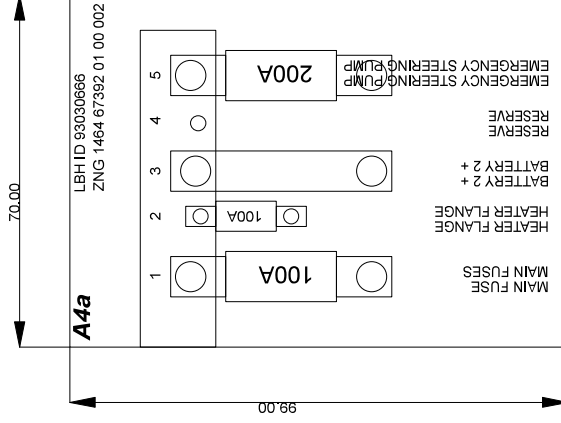 70.00
LBH ID 93030666
ZNG 1464 67392 01 00 002
A4a
5
200A
EMERGENCY STEERING PUMP
EMERGENCY STEERING PUMP
4
RESERVE
RESERVE
3
BATTERY 2 +
BATTERY 2 +
2
100A
HEATER FLANGE
HEATER FLANGE
1
100A
MAIN FUSES
MAIN FUSE
99.00